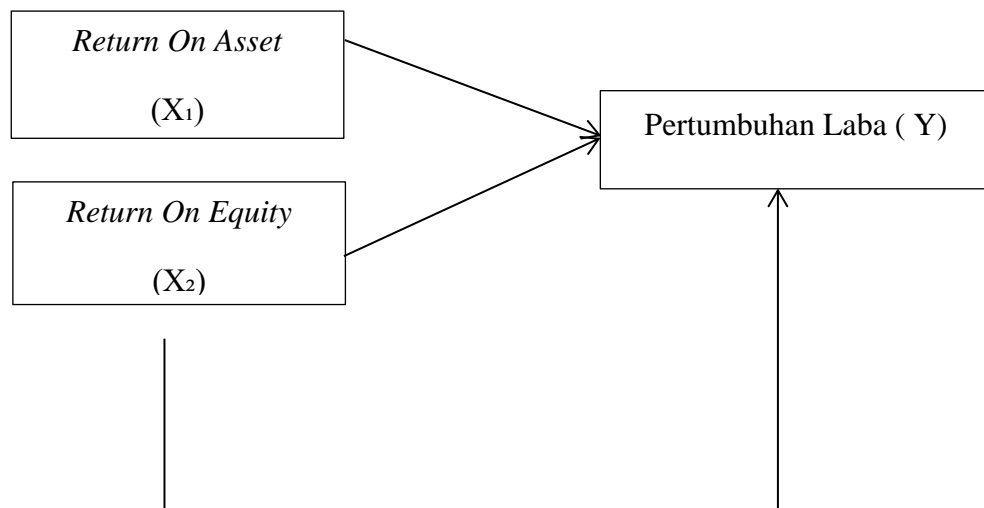 Return On Asset
(X₁)
Pertumbuhan Laba ( Y)
Return On Equity
(X₂)